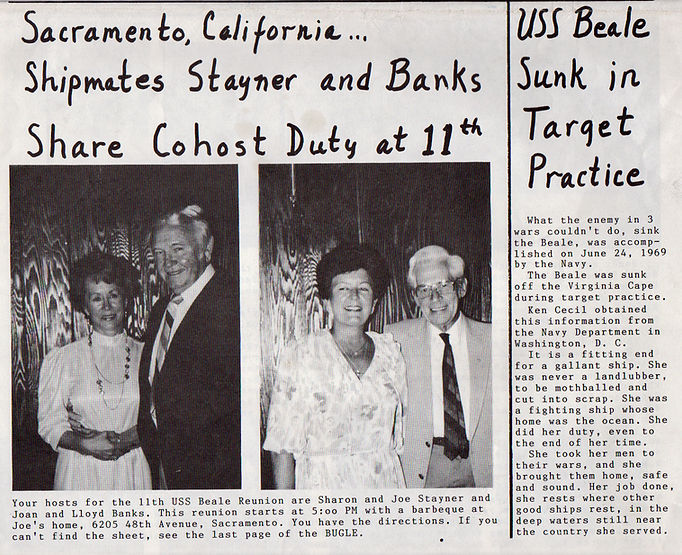 Sacramento, California...
Shipmates Stayner and Banks
Share Cohost Duty at 11th
Your hosts for the 11th USS Beale Reunion are Sharon and Joe Stayner and
Joan and Lloyd Banks. This reunion starts at 5:00 PM with a barbeque at
Joe's home, 6205 48th Avenue, Sacramento. You have the directions. If you
can't find the sheet, see the last page of the BUGLE.
USS Beale
Sunk in
Target
Practice
What the enemy in 3
wars couldn't do, sink
the Beale, was accomp-
lished on June 24, 1969
by the Navy.
The Beale was sunk
off the Virginia Cape
during target practice.
Ken Cecil obtained
this information from
the Navy Department in
Washington, D. C.
It is a fitting end
for a gallant ship. She
was never a landlubber,
to be mothballed and
cut into scrap. She was
a fighting ship whose
home was the ocean. She
did her duty, even to
the end of her time.
She took her men to
their wars, and she
brought them home, safe
and sound. Her job done,
she rests where other
good ships rest, in the
deep waters still near
the country she served.